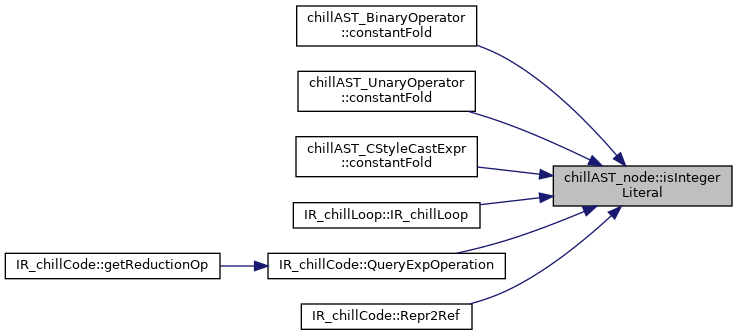 chillAST_BinaryOperator
::constantFold
chillAST_UnaryOperator
::constantFold
chillAST_CStyleCastExpr
::constantFold
chillAST_node::isInteger
Literal
IR_chillLoop::IR_chillLoop
IR_chillCode::getReductionOp
IR_chillCode::QueryExpOperation
IR_chillCode::Repr2Ref